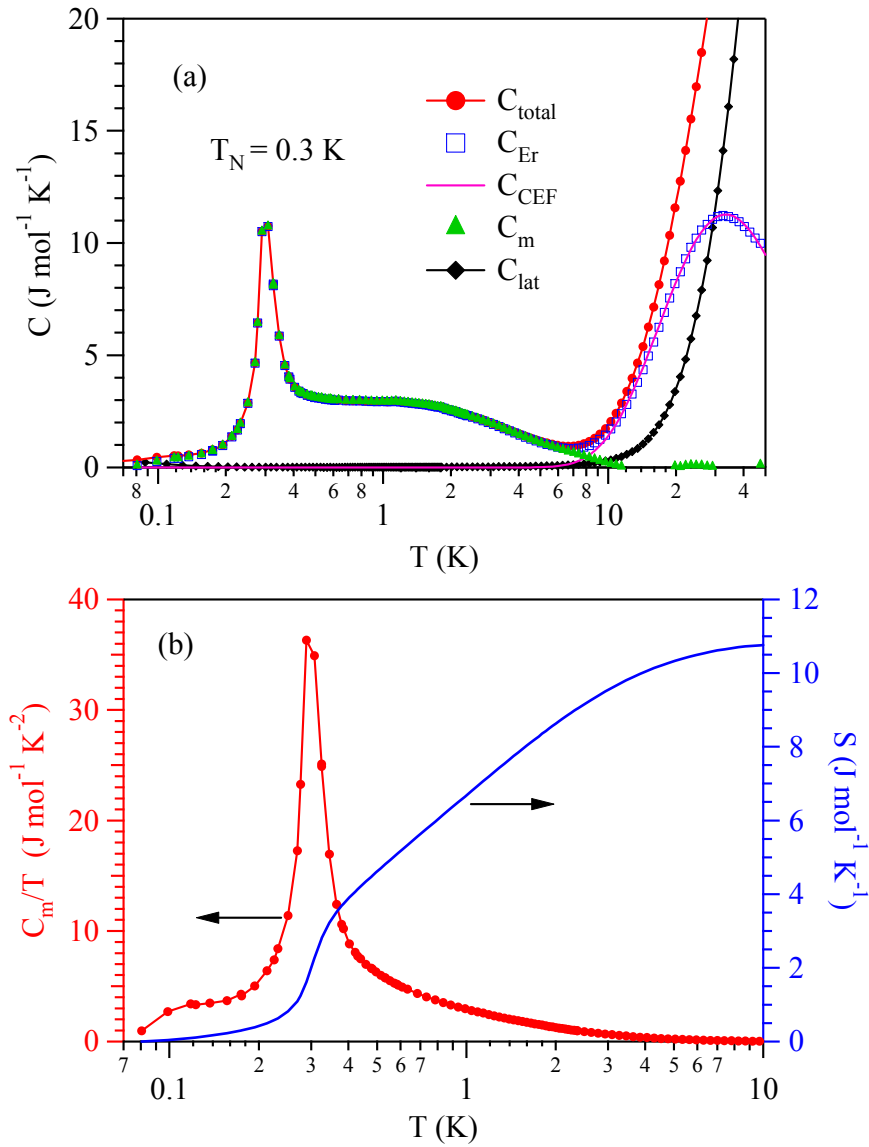 20
15
10
5
0
C (J mol⁻¹ K⁻¹)
(a)
T_N = 0.3 K
C_total
C_Er
C_CEF
C_m
C_lat
8 0.1 2 4 6 8 1 2 4 6 8 10 2 4
T (K)
40
30
20
10
0
C_m/T (J mol⁻¹ K⁻²)
(b)
12
10
8
6
4
2
0
S (J mol⁻¹ K⁻¹)
7 0.1 2 3 4 5 6 7 1 2 3 4 5 6 7 10
T (K)